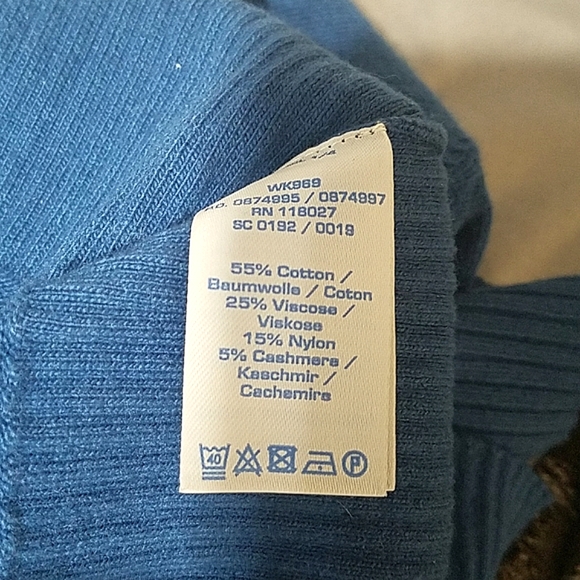 WK969
0874995 / 0874997
RN 118027
SC 0192 / 0019
55% Cotton /
Baumwolle / Coton
25% Viscose /
Viskose
15% Nylon
5% Cashmere /
Kaschmir /
Cachemire
40
P